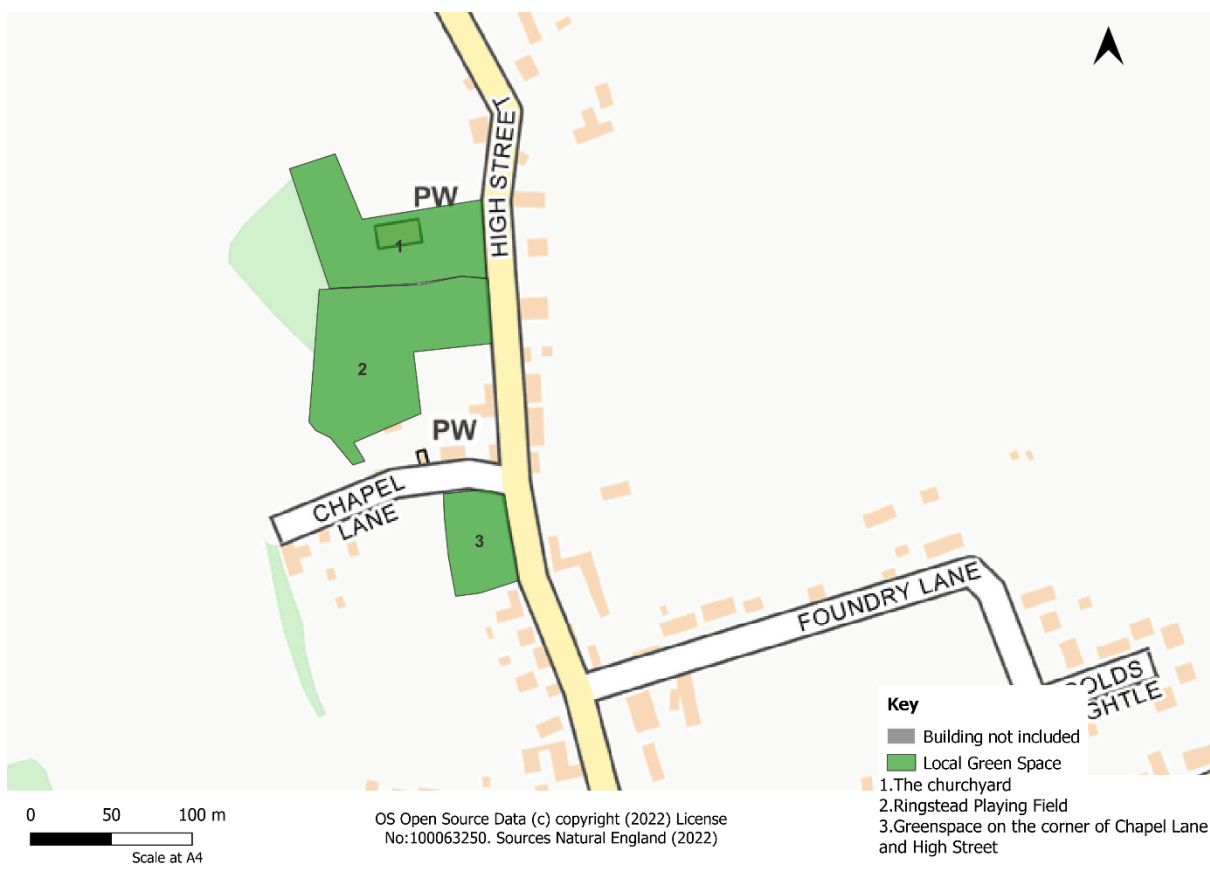 HIGH STREET
PW
1
2
PW
CHAPEL
LANE
3
FOUNDRY LANE
OLDS
GHTLE
Key
Building not included
Local Green Space
1.The churchyard
2.Ringstead Playing Field
3.Greenspace on the corner of Chapel Lane
and High Street
0 50 100 m
Scale at A4
OS Open Source Data (c) copyright (2022) License
No:100063250. Sources Natural England (2022)